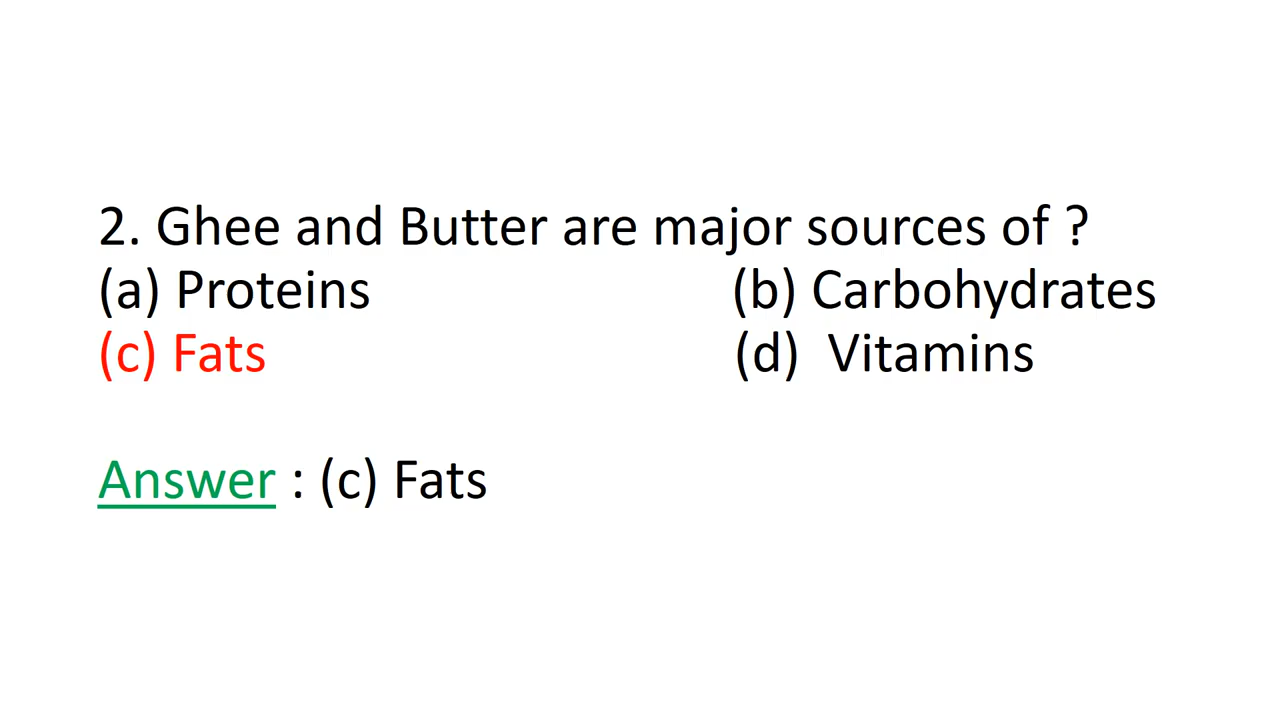 2. Ghee and Butter are major sources of ?
(a) Proteins (b) Carbohydrates
(c) Fats (d) Vitamins
Answer : (c) Fats